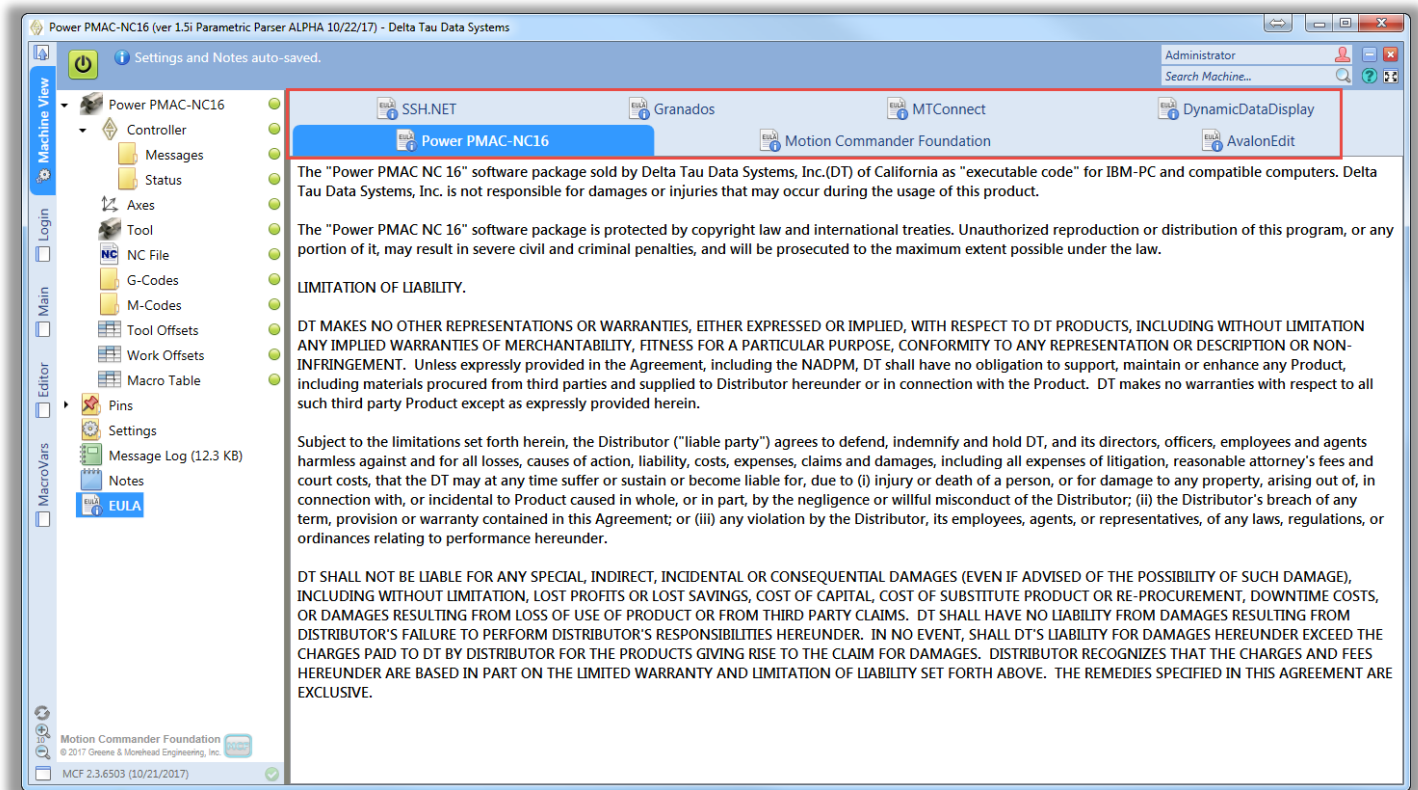 Power PMAC-NC16 (ver 1.5i Parametric Parser ALPHA 10/22/17) - Delta Tau Data Systems
Settings and Notes auto-saved.
Administrator
Search Machine...
Machine View
Login
Main
Editor
MacroVars
Power PMAC-NC16
Controller
Messages
Status
Axes
Tool
NC File
G-Codes
M-Codes
Tool Offsets
Work Offsets
Macro Table
Pins
Settings
Message Log (12.3 KB)
Notes
EULA
Motion Commander Foundation
© 2017 Greene & Morehead Engineering, Inc.
MCF 2.3.6503 (10/21/2017)
10
SSH.NET Granados MTConnect DynamicDataDisplay
Power PMAC-NC16 Motion Commander Foundation AvalonEdit
The "Power PMAC NC 16" software package sold by Delta Tau Data Systems, Inc.(DT) of California as "executable code" for IBM-PC and compatible computers. Delta
Tau Data Systems, Inc. is not responsible for damages or injuries that may occur during the usage of this product.
The "Power PMAC NC 16" software package is protected by copyright law and international treaties. Unauthorized reproduction or distribution of this program, or any
portion of it, may result in severe civil and criminal penalties, and will be prosecuted to the maximum extent possible under the law.
LIMITATION OF LIABILITY.
DT MAKES NO OTHER REPRESENTATIONS OR WARRANTIES, EITHER EXPRESSED OR IMPLIED, WITH RESPECT TO DT PRODUCTS, INCLUDING WITHOUT LIMITATION
ANY IMPLIED WARRANTIES OF MERCHANTABILITY, FITNESS FOR A PARTICULAR PURPOSE, CONFORMITY TO ANY REPRESENTATION OR DESCRIPTION OR NON-
INFRINGEMENT.  Unless expressly provided in the Agreement, including the NADPM, DT shall have no obligation to support, maintain or enhance any Product,
including materials procured from third parties and supplied to Distributor hereunder or in connection with the Product.  DT makes no warranties with respect to all
such third party Product except as expressly provided herein.
Subject to the limitations set forth herein, the Distributor ("liable party") agrees to defend, indemnify and hold DT, and its directors, officers, employees and agents
harmless against and for all losses, causes of action, liability, costs, expenses, claims and damages, including all expenses of litigation, reasonable attorney's fees and
court costs, that the DT may at any time suffer or sustain or become liable for, due to (i) injury or death of a person, or for damage to any property, arising out of, in
connection with, or incidental to Product caused in whole, or in part, by the negligence or willful misconduct of the Distributor; (ii) the Distributor's breach of any
term, provision or warranty contained in this Agreement; or (iii) any violation by the Distributor, its employees, agents, or representatives, of any laws, regulations, or
ordinances relating to performance hereunder.
DT SHALL NOT BE LIABLE FOR ANY SPECIAL, INDIRECT, INCIDENTAL OR CONSEQUENTIAL DAMAGES (EVEN IF ADVISED OF THE POSSIBILITY OF SUCH DAMAGE),
INCLUDING WITHOUT LIMITATION, LOST PROFITS OR LOST SAVINGS, COST OF CAPITAL, COST OF SUBSTITUTE PRODUCT OR RE-PROCUREMENT, DOWNTIME COSTS,
OR DAMAGES RESULTING FROM LOSS OF USE OF PRODUCT OR FROM THIRD PARTY CLAIMS.  DT SHALL HAVE NO LIABILITY FROM DAMAGES RESULTING FROM
DISTRIBUTOR'S FAILURE TO PERFORM DISTRIBUTOR'S RESPONSIBILITIES HEREUNDER.  IN NO EVENT, SHALL DT'S LIABILITY FOR DAMAGES HEREUNDER EXCEED THE
CHARGES PAID TO DT BY DISTRIBUTOR FOR THE PRODUCTS GIVING RISE TO THE CLAIM FOR DAMAGES.  DISTRIBUTOR RECOGNIZES THAT THE CHARGES AND FEES
HEREUNDER ARE BASED IN PART ON THE LIMITED WARRANTY AND LIMITATION OF LIABILITY SET FORTH ABOVE.  THE REMEDIES SPECIFIED IN THIS AGREEMENT ARE
EXCLUSIVE.